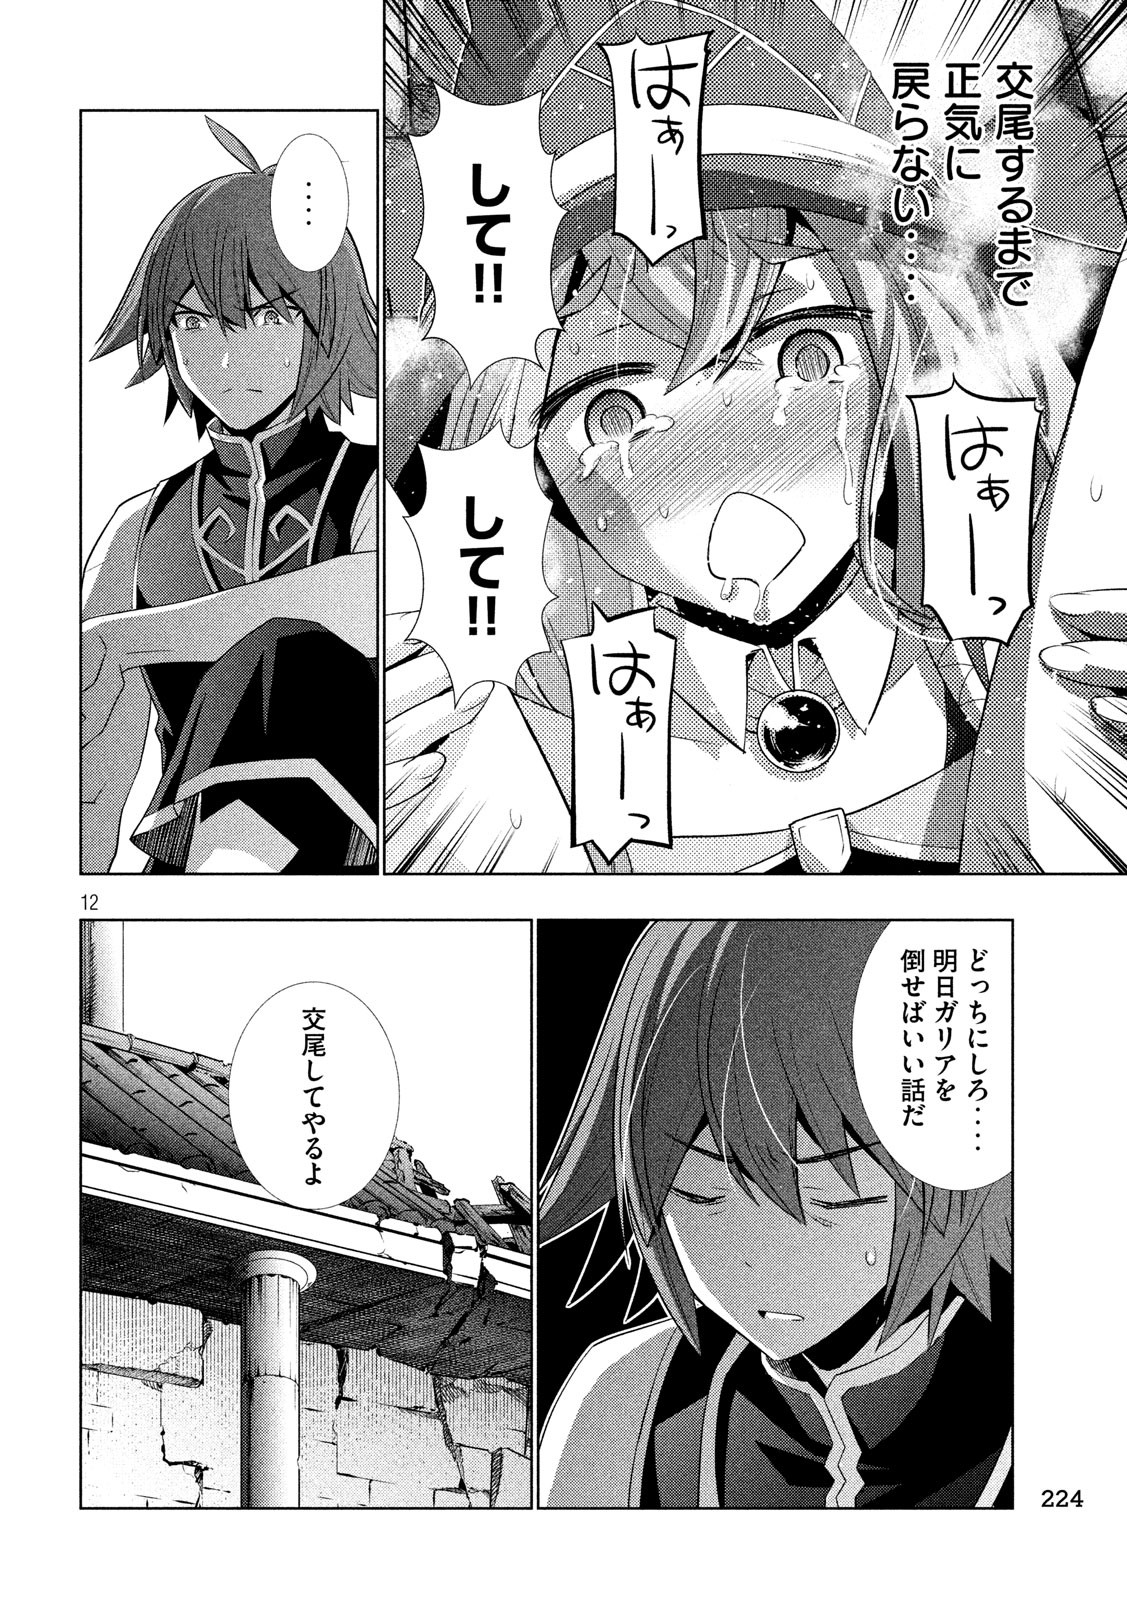 交尾するまで
正気に
戻らない‥‥
はぁーっ
はぁーっ
はぁーっ
して!!
して!!
‥‥
どっちにしろ‥‥
明日ガリアを
倒せばいい話だ
交尾してやるよ
12
224